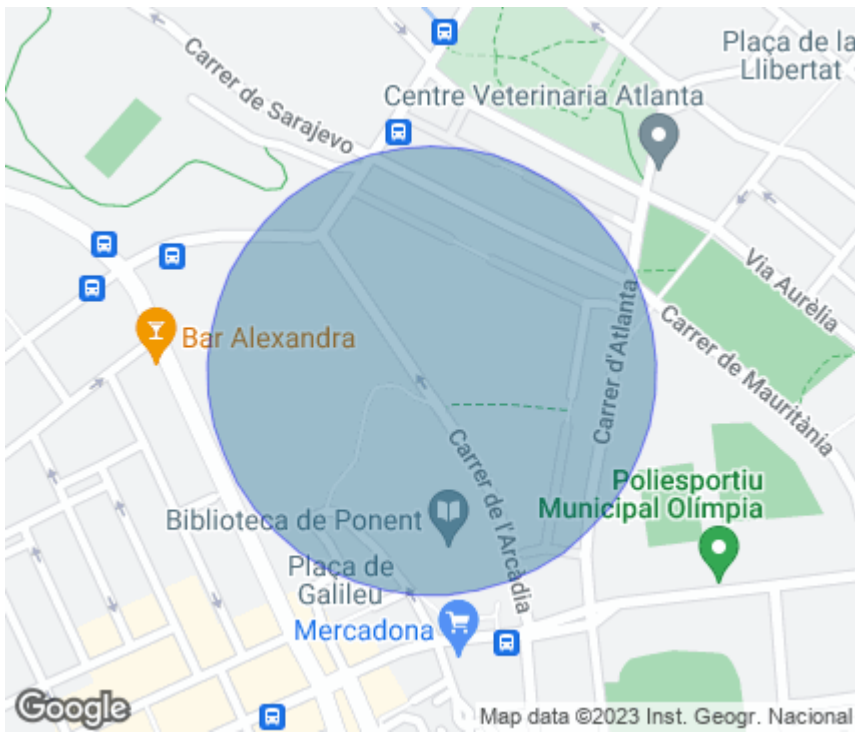 Plaça de la
Llibertat
Centre Veterinaria Atlanta
Carrer de Sarajevo
Via Aurèlia
Carrer d'Atlanta
Carrer de Mauritània
Bar Alexandra
Carrer de l'Arcàdia
Poliesportiu
Municipal Olímpia
Biblioteca de Ponent
Plaça de
Galileu
Mercadona
Google
Map data ©2023 Inst. Geogr. Nacional